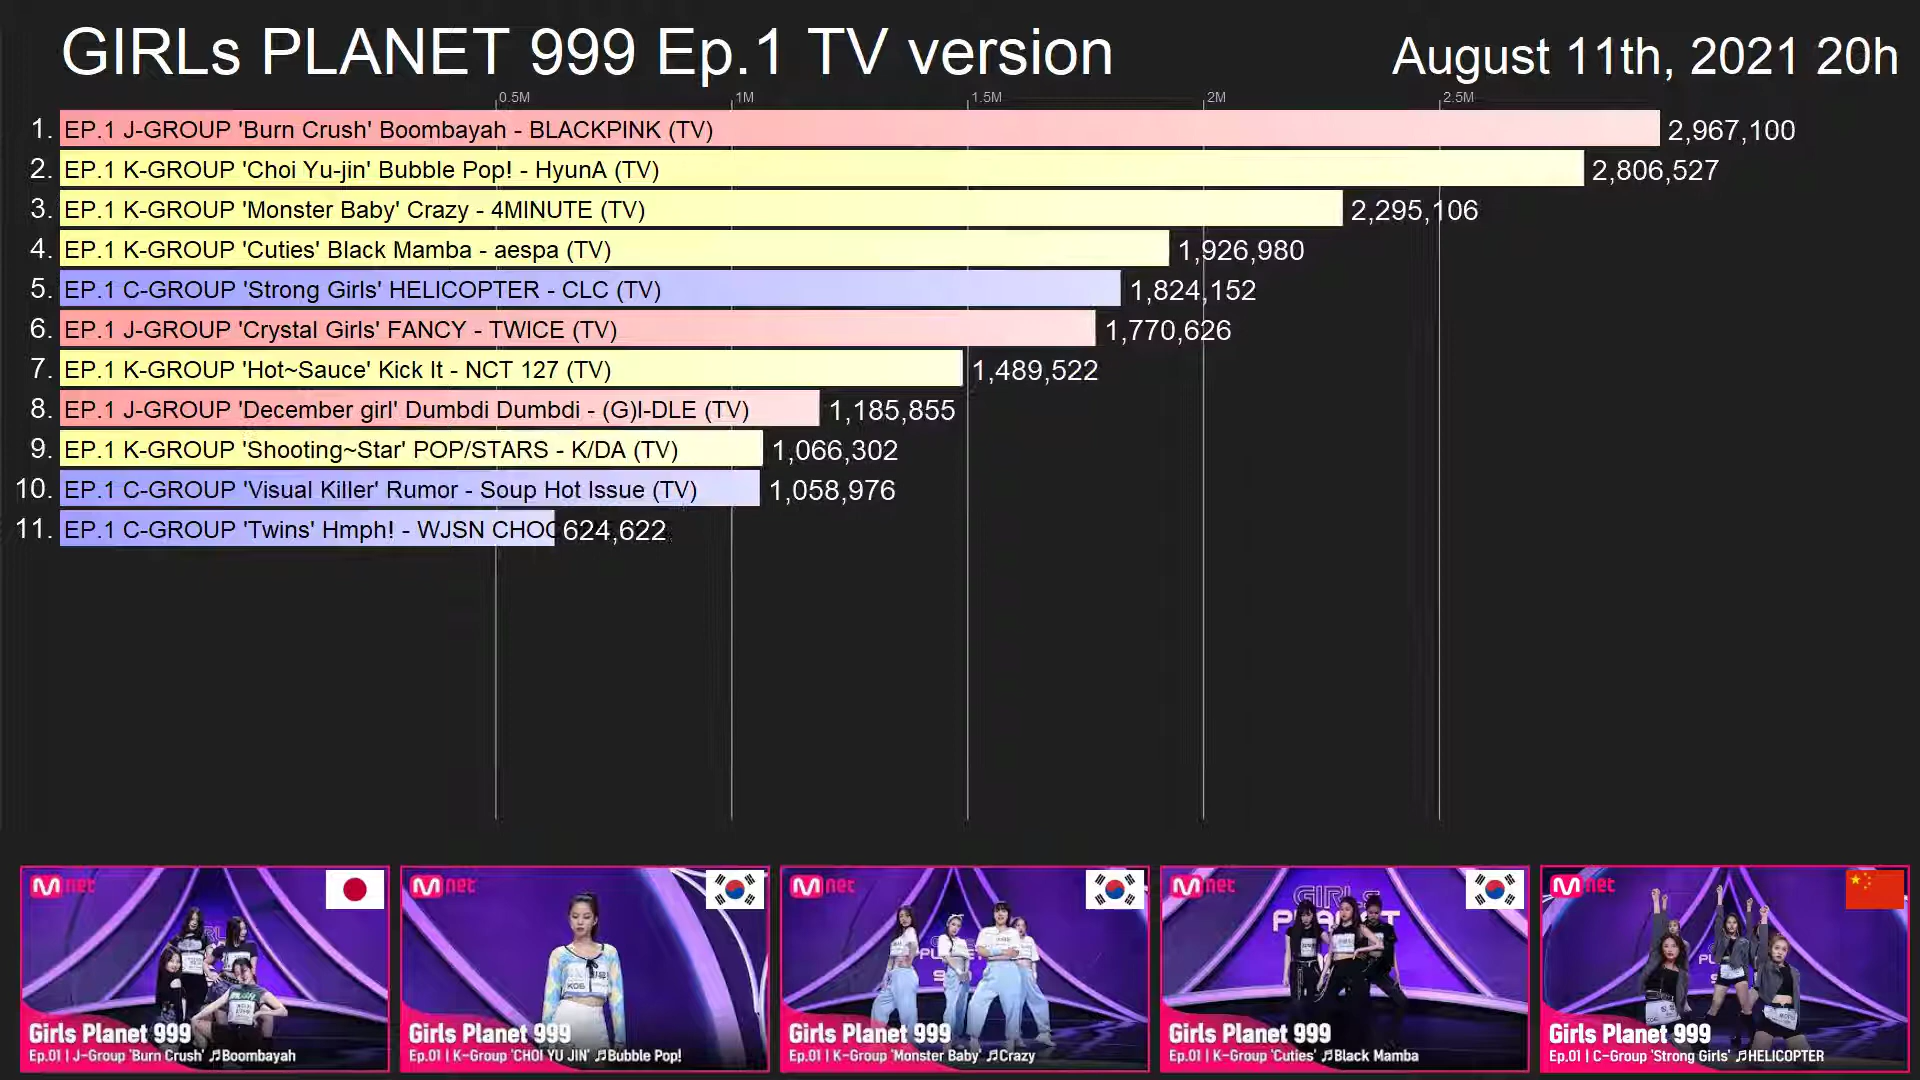 GIRLs PLANET 999 Ep.1 TV version
August 11th, 2021 20h
0.5M
1M
1.5M
2M
2.5M
1. EP.1 J-GROUP 'Burn Crush' Boombayah - BLACKPINK (TV) 2,967,100
2. EP.1 K-GROUP 'Choi Yu-jin' Bubble Pop! - HyunA (TV) 2,806,527
3. EP.1 K-GROUP 'Monster Baby' Crazy - 4MINUTE (TV) 2,295,106
4. EP.1 K-GROUP 'Cuties' Black Mamba - aespa (TV) 1,926,980
5. EP.1 C-GROUP 'Strong Girls' HELICOPTER - CLC (TV) 1,824,152
6. EP.1 J-GROUP 'Crystal Girls' FANCY - TWICE (TV) 1,770,626
7. EP.1 K-GROUP 'Hot~Sauce' Kick It - NCT 127 (TV) 1,489,522
8. EP.1 J-GROUP 'December girl' Dumbdi Dumbdi - (G)I-DLE (TV) 1,185,855
9. EP.1 K-GROUP 'Shooting~Star' POP/STARS - K/DA (TV) 1,066,302
10. EP.1 C-GROUP 'Visual Killer' Rumor - Soup Hot Issue (TV) 1,058,976
11. EP.1 C-GROUP 'Twins' Hmph! - WJSN CHO 624,622
Mnet
Girls Planet 999
Ep.01 | J-Group 'Burn Crush' ♬Boombayah
Mnet
Girls Planet 999
Ep.01 | K-Group 'CHOI YU JIN' ♬Bubble Pop!
Mnet
Girls Planet 999
Ep.01 | K-Group 'Monster Baby' ♬Crazy
Mnet
GIRLS
PLANET
Girls Planet 999
Ep.01 | K-Group 'Cuties' ♬Black Mamba
Mnet
Girls Planet 999
Ep.01 | C-Group 'Strong Girls' ♬HELICOPTER